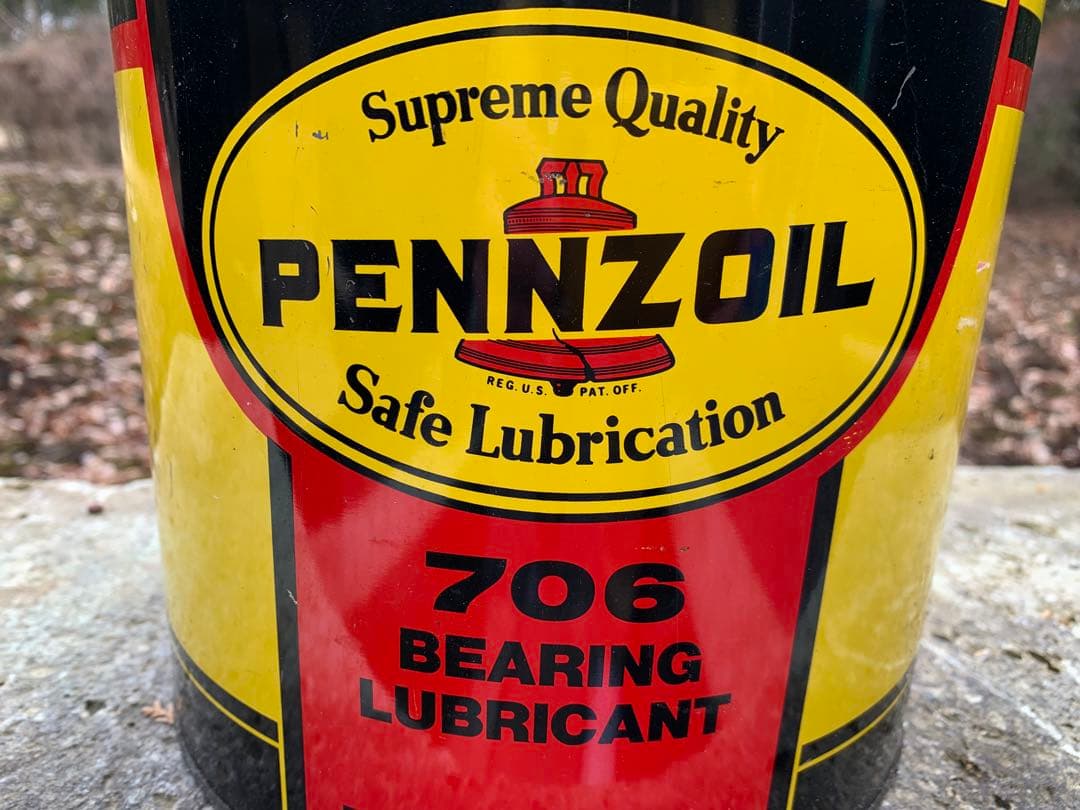 Supreme Quality
PENNZOIL
REG. U.S. PAT. OFF.
Safe Lubrication
706
BEARING
LUBRICANT